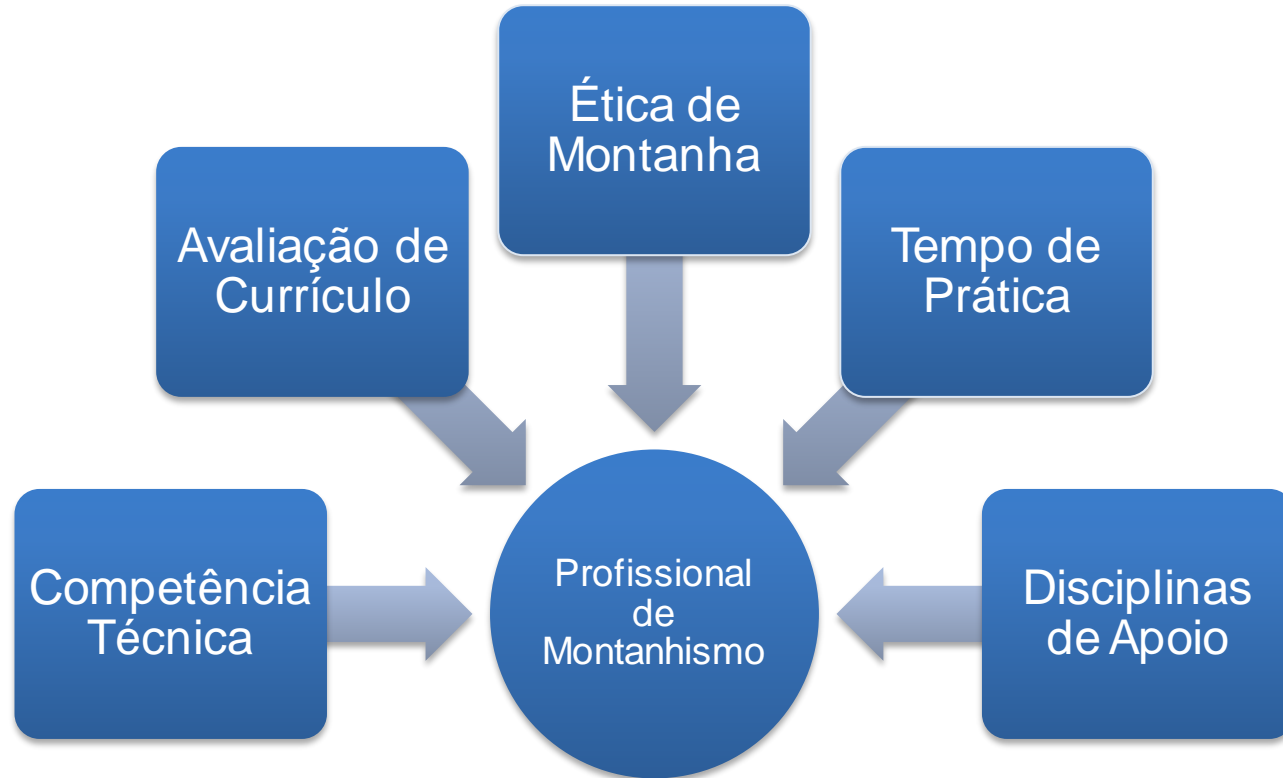 Ética de
Montanha
Avaliação de
Currículo
Tempo de
Prática
Competência
Técnica
Profissional
de
Montanhismo
Disciplinas
de Apoio